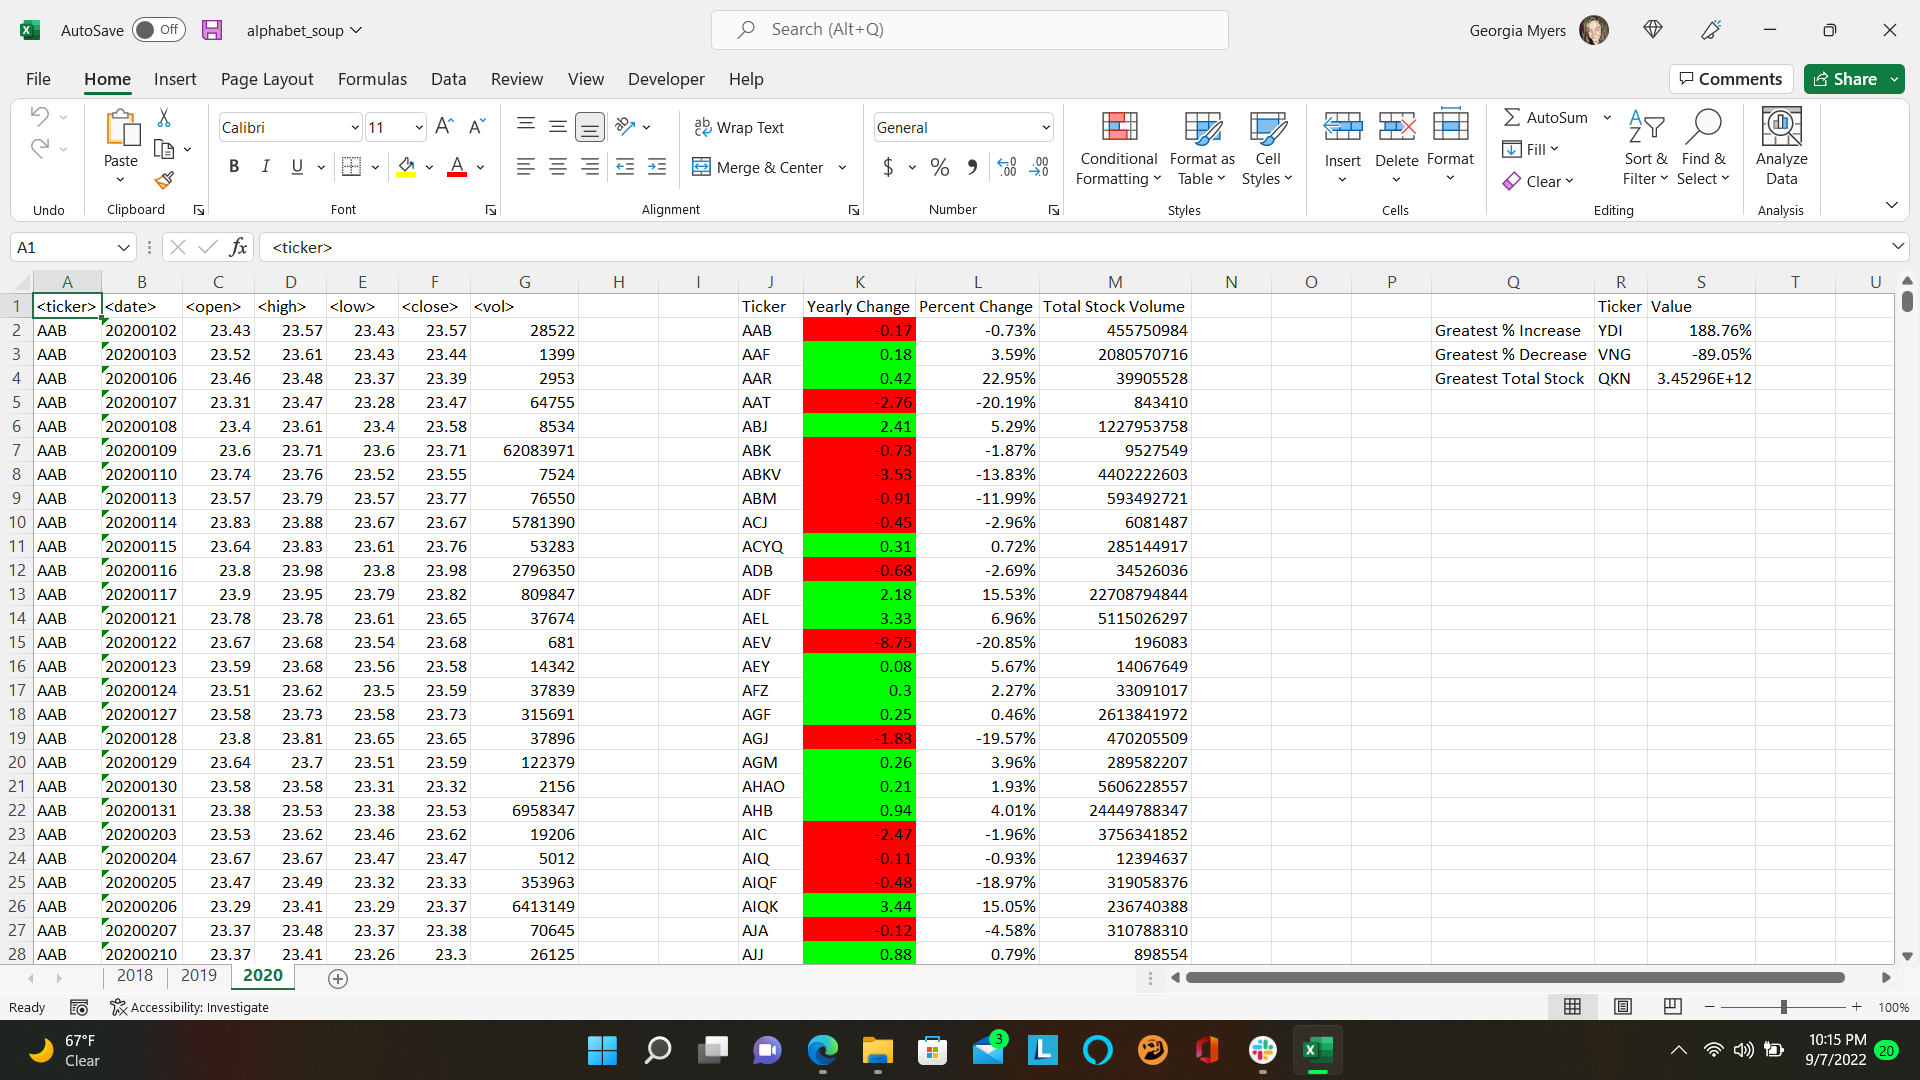 AutoSave Off alphabet_soup Search (Alt+Q) Georgia Myers
File Home Insert Page Layout Formulas Data Review View Developer Help Comments Share
Calibri 11 Wrap Text General AutoSum
Paste Conditional Formatting Format as Table Cell Styles Insert Delete Format Fill Sort & Filter Find & Select Analyze Data
B I U A Merge & Center $ % Clear
Undo Clipboard Font Alignment Number Styles Cells Editing Analysis
A1 fx <ticker>
A B C D E F G H I J K L M N O P Q R S T U
1 <ticker> <date> <open> <high> <low> <close> <vol> Ticker Yearly Change Percent Change Total Stock Volume Ticker Value
2 AAB 20200102 23.43 23.57 23.43 23.57 28522 AAB -0.17 -0.73% 455750984 Greatest % Increase YDI 188.76%
3 AAB 20200103 23.52 23.61 23.43 23.44 1399 AAF 0.18 3.59% 2080570716 Greatest % Decrease VNG -89.05%
4 AAB 20200106 23.46 23.48 23.37 23.39 2953 AAR 0.42 22.95% 39905528 Greatest Total Stock QKN 3.45296E+12
5 AAB 20200107 23.31 23.47 23.28 23.47 64755 AAT -2.76 -20.19% 843410
6 AAB 20200108 23.4 23.61 23.4 23.58 8534 ABJ 2.41 5.29% 1227953758
7 AAB 20200109 23.6 23.71 23.6 23.71 62083971 ABK -0.73 -1.87% 9527549
8 AAB 20200110 23.74 23.76 23.52 23.55 7524 ABKV -3.53 -13.83% 4402222603
9 AAB 20200113 23.57 23.79 23.57 23.77 76550 ABM -0.91 -11.99% 593492721
10 AAB 20200114 23.83 23.88 23.67 23.67 5781390 ACJ -0.45 -2.96% 6081487
11 AAB 20200115 23.64 23.83 23.61 23.76 53283 ACYQ 0.31 0.72% 285144917
12 AAB 20200116 23.8 23.98 23.8 23.98 2796350 ADB -0.68 -2.69% 34526036
13 AAB 20200117 23.9 23.95 23.79 23.82 809847 ADF 2.18 15.53% 22708794844
14 AAB 20200121 23.78 23.78 23.61 23.65 37674 AEL 3.33 6.96% 5115026297
15 AAB 20200122 23.67 23.68 23.54 23.68 681 AEV -8.75 -20.85% 196083
16 AAB 20200123 23.59 23.68 23.56 23.58 14342 AEY 0.08 5.67% 14067649
17 AAB 20200124 23.51 23.62 23.5 23.59 37839 AFZ 0.3 2.27% 33091017
18 AAB 20200127 23.58 23.73 23.58 23.73 315691 AGF 0.25 0.46% 2613841972
19 AAB 20200128 23.8 23.81 23.65 23.65 37896 AGJ -1.83 -19.57% 470205509
20 AAB 20200129 23.64 23.7 23.51 23.59 122379 AGM 0.26 3.96% 289582207
21 AAB 20200130 23.58 23.58 23.31 23.32 2156 AHAO 0.21 1.93% 5606228557
22 AAB 20200131 23.38 23.53 23.38 23.53 6958347 AHB 0.94 4.01% 24449788347
23 AAB 20200203 23.53 23.62 23.46 23.62 19206 AIC -2.47 -1.96% 3756341852
24 AAB 20200204 23.67 23.67 23.47 23.47 5012 AIQ -0.11 -0.93% 12394637
25 AAB 20200205 23.47 23.49 23.32 23.33 353963 AIQF -0.48 -18.97% 319058376
26 AAB 20200206 23.29 23.41 23.29 23.37 6413149 AIQK 3.44 15.05% 236740388
27 AAB 20200207 23.37 23.48 23.37 23.38 70645 AJA -0.12 -4.58% 310788310
28 AAB 20200210 23.37 23.41 23.26 23.3 26125 AJJ 0.88 0.79% 898554
2018 2019 2020
Ready Accessibility: Investigate 100%
67°F 3 10:15 PM
Clear 9/7/2022 20